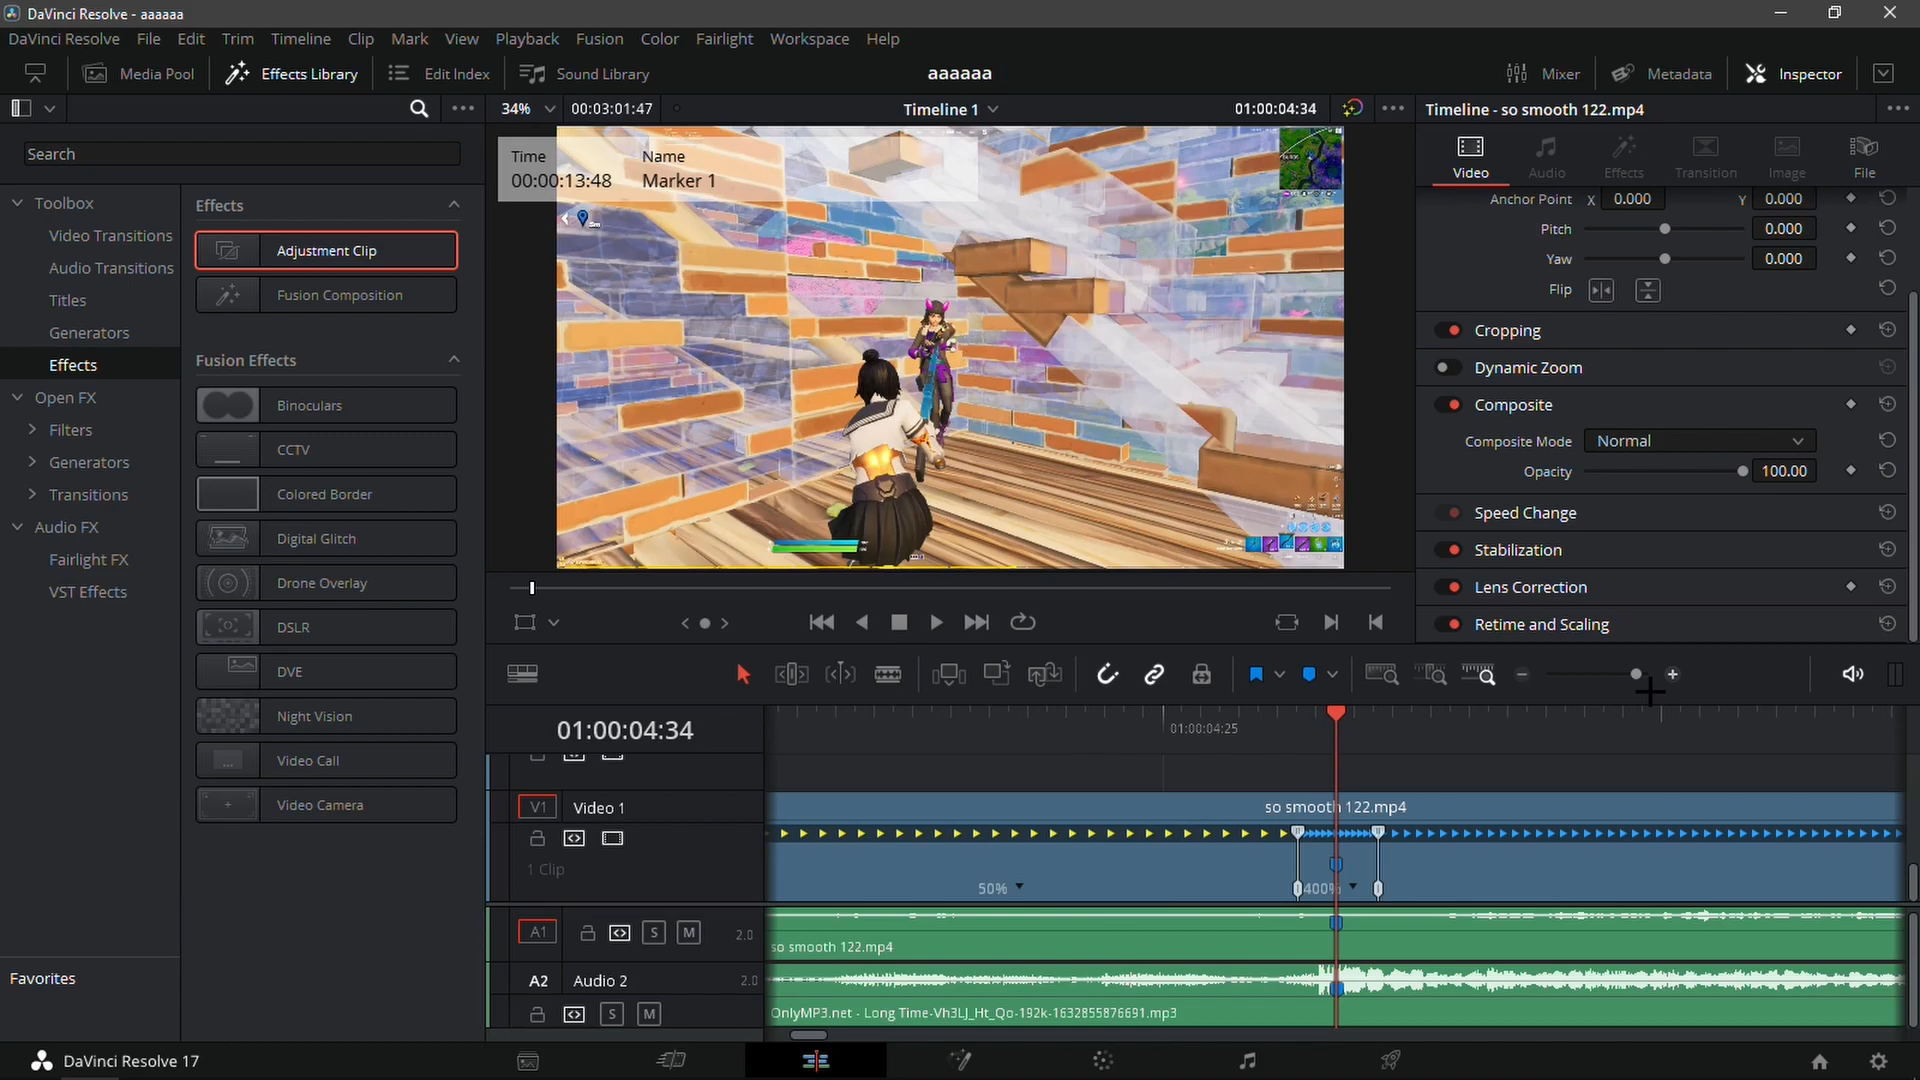 DaVinci Resolve - aaaaaa
DaVinci Resolve File Edit Trim Timeline Clip Mark View Playback Fusion Color Fairlight Workspace Help
Media Pool Effects Library Edit Index Sound Library aaaaaa Mixer Metadata Inspector
34% 00:03:01:47 Timeline 1 01:00:04:34 Timeline - so smooth 122.mp4
Search
Toolbox
Video Transitions
Audio Transitions
Titles
Generators
Effects
Open FX
Filters
Generators
Transitions
Audio FX
Fairlight FX
VST Effects
Favorites
Effects
Adjustment Clip
Fusion Composition
Fusion Effects
Binoculars
CCTV
Colored Border
Digital Glitch
Drone Overlay
DSLR
DVE
Night Vision
Video Call
Video Camera
Time Name
00:00:13:48 Marker 1
Video Audio Effects Transition Image File
Anchor Point X 0.000 Y 0.000
Pitch 0.000
Yaw 0.000
Flip
Cropping
Dynamic Zoom
Composite
Composite Mode Normal
Opacity 100.00
Speed Change
Stabilization
Lens Correction
Retime and Scaling
01:00:04:34
01:00:04:25
V1 Video 1
so smooth 122.mp4
1 Clip
50% 400%
A1 S M 2.0
so smooth 122.mp4
A2 Audio 2 2.0
S M
OnlyMP3.net - Long Time-Vh3LJ_Ht_Qo-192k-1632855876691.mp3
DaVinci Resolve 17